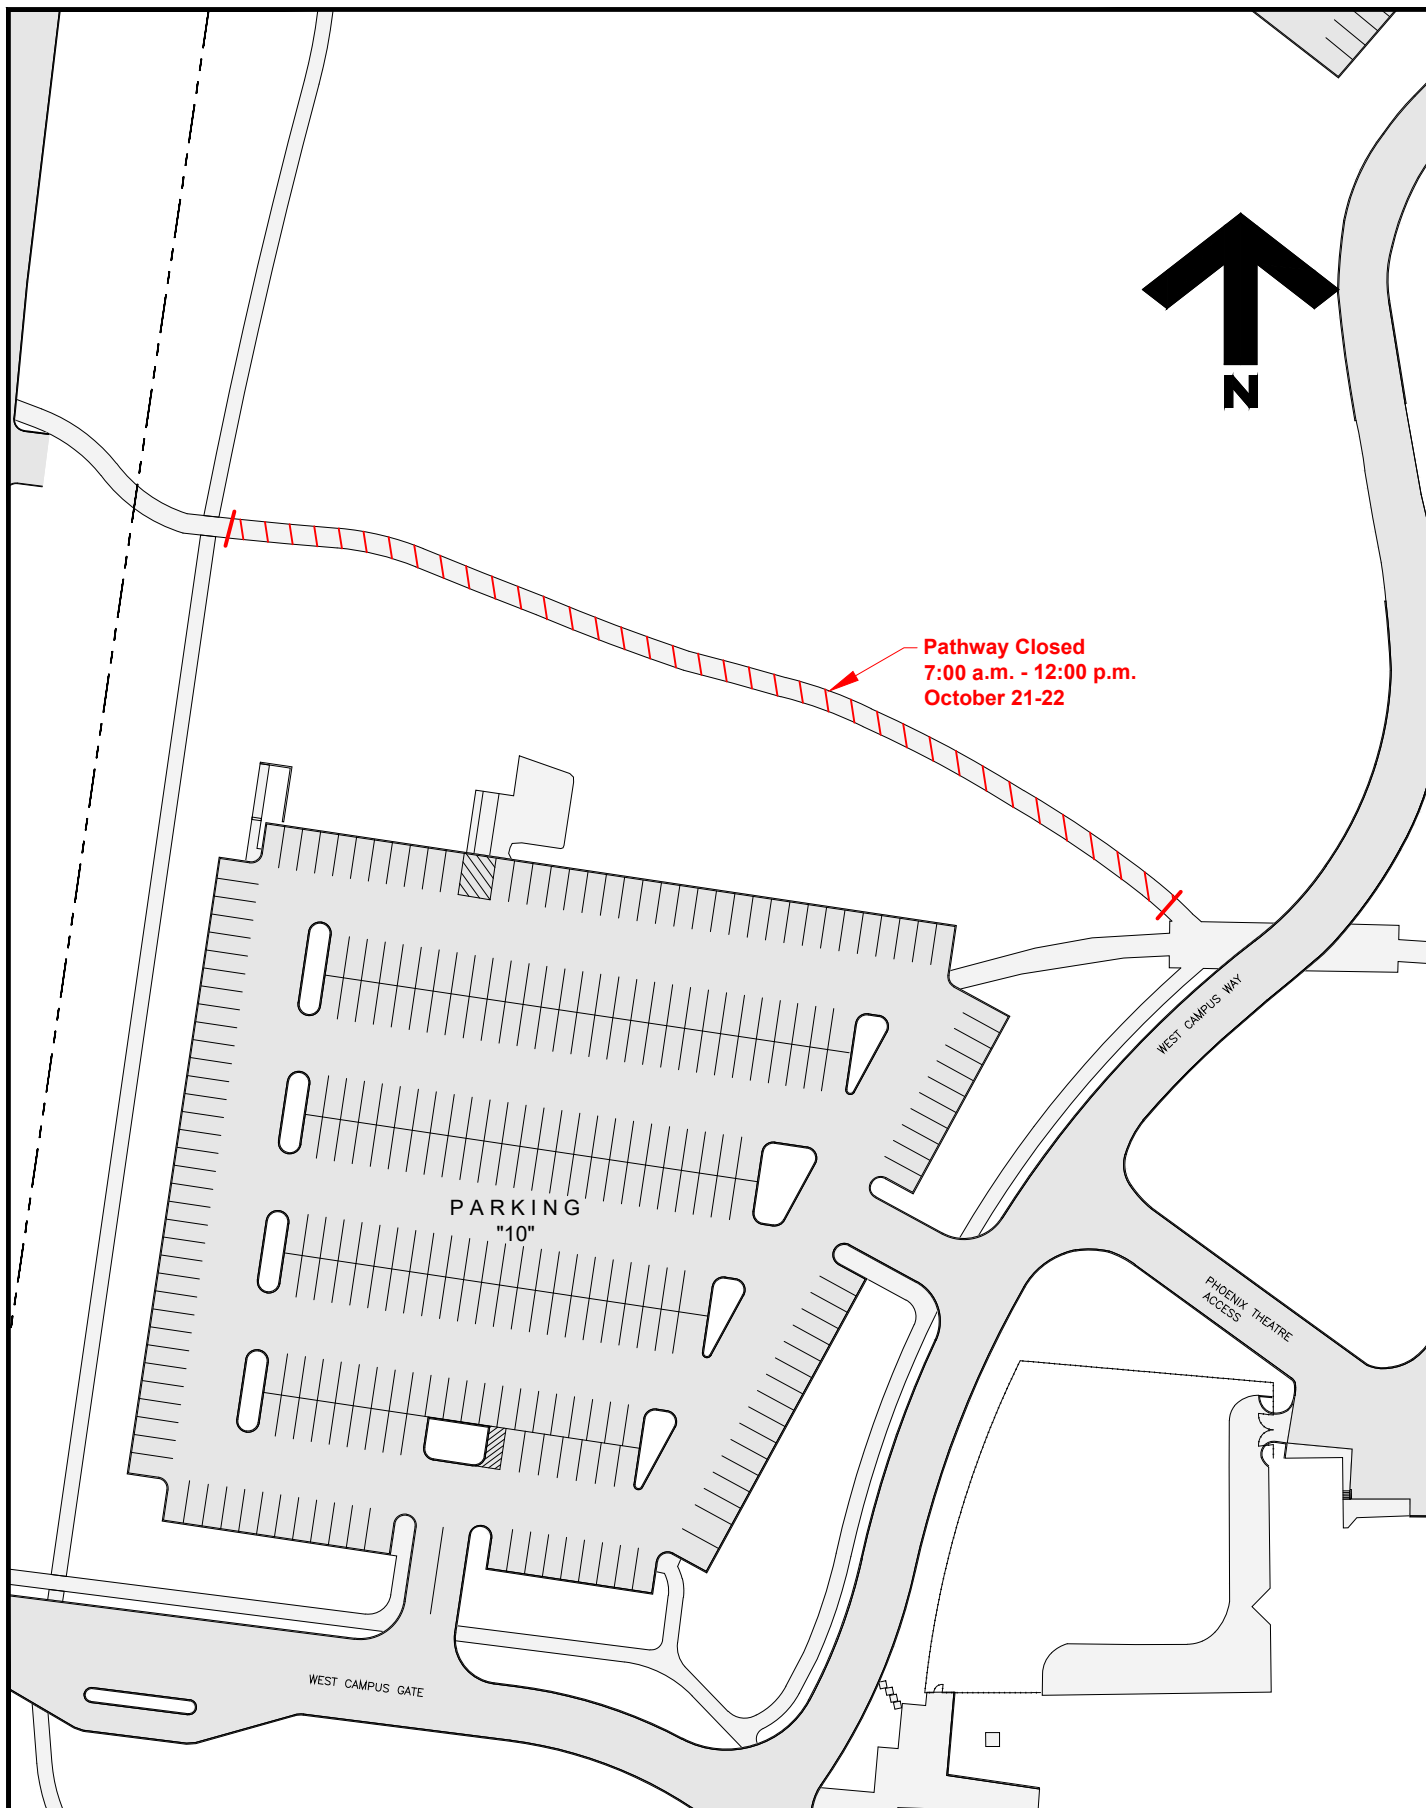 N
Pathway Closed
7:00 a.m. - 12:00 p.m.
October 21-22
WEST CAMPUS WAY
PARKING
"10"
PHOENIX THEATRE
ACCESS
WEST CAMPUS GATE